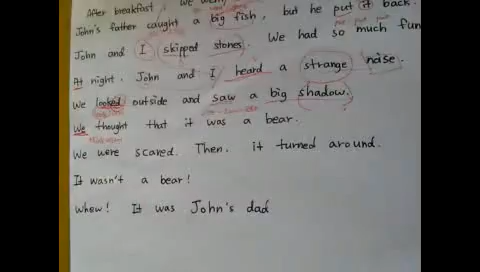 After breakfast, we went
John's father caught a big fish, but he put it back.
John and I skipped stones. We had so much fun
At night, John and I heard a strange noise.
We looked outside and saw a big shadow.
We thought that it was a bear.
We were scared. Then, it turned around.
It wasn't a bear!
Whew! It was John's dad